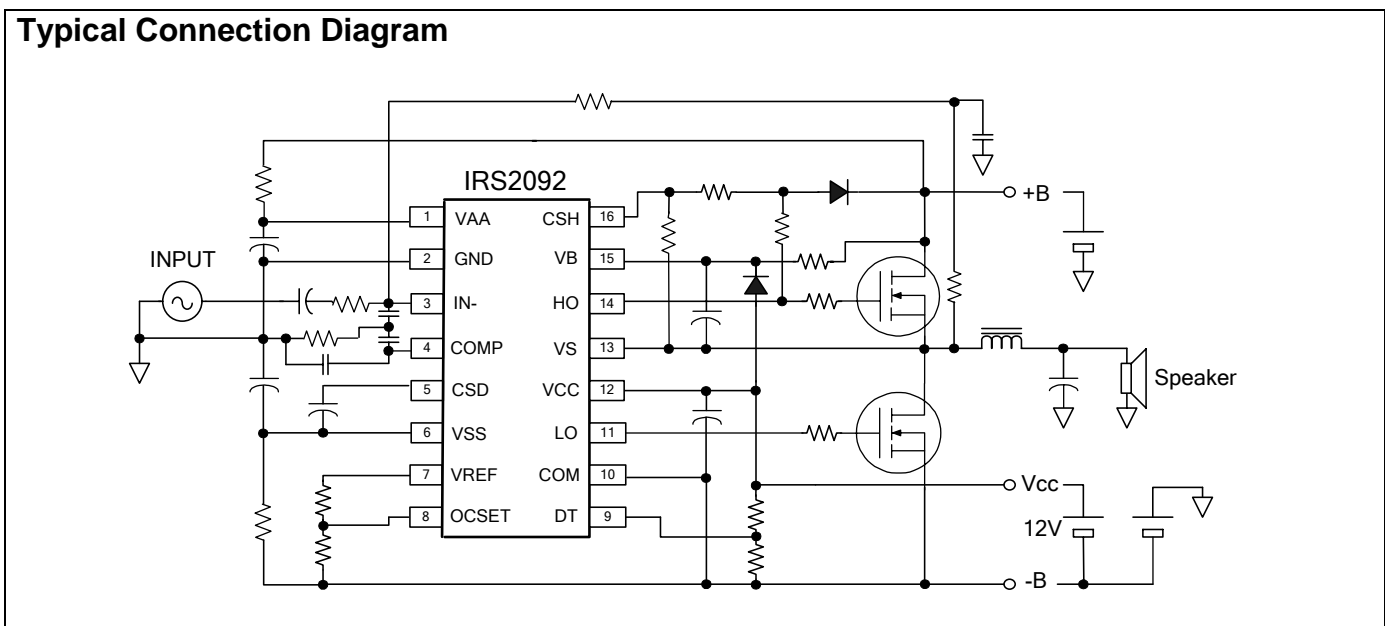 Typical Connection Diagram
IRS2092
+B
1 VAA CSH 16
INPUT
2 GND VB 15
3 IN- HO 14
4 COMP VS 13
Speaker
5 CSD VCC 12
6 VSS LO 11
7 VREF COM 10
Vcc
8 OCSET DT 9
12V
-B